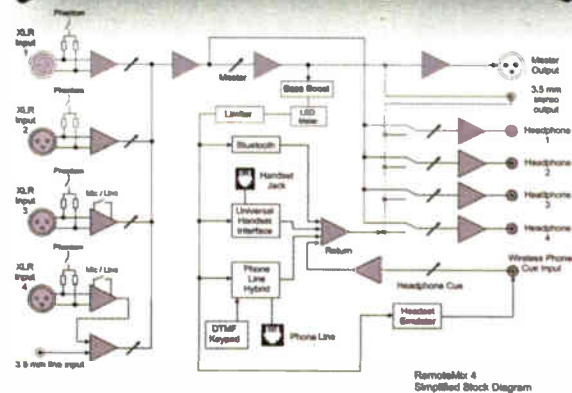 Phantom
XLR
Input
1
Phantom
XLR
Input
2
Phantom
XLR
Input
3
Mic / Line
Phantom
XLR
Input
4
Mic / Line
3.5 mm line input
Master
Bass Boost
Limiter
LED
Meter
Bluetooth
Handset
Jack
Universal
Handset
Interface
Return
Phone
Line
Hybrid
DTMF
Keypad
Phone Line
Headphone Cue
Headset
Emulator
Master
Output
3.5 mm
stereo
output
Headphone
1
Headphone
2
Headphone
3
Headphone
4
Wireless Phone
Cue Input
RemoteMix 4
Simplified Block Diagram